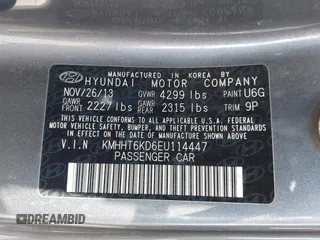 MANUFACTURED IN KOREA BY
HYUNDAI MOTOR COMPANY
NOV/26/13 GVWR 4299 lbs PAINT U6G
GAWR FRONT 2227 lbs GAWR REAR 2315 lbs TRIM 9P
THIS VEHICLE CONFORMS TO ALL APPLICABLE U.S.A. FEDERAL
MOTOR VEHICLE SAFETY, BUMPER, AND THEFT PREVENTION
STANDARDS IN EFFECT ON THE DATE OF MANUFACTURE SHOWN
ABOVE.
V.I.N KMHHT6KD6EU114447
PASSENGER CAR
DREAMBID